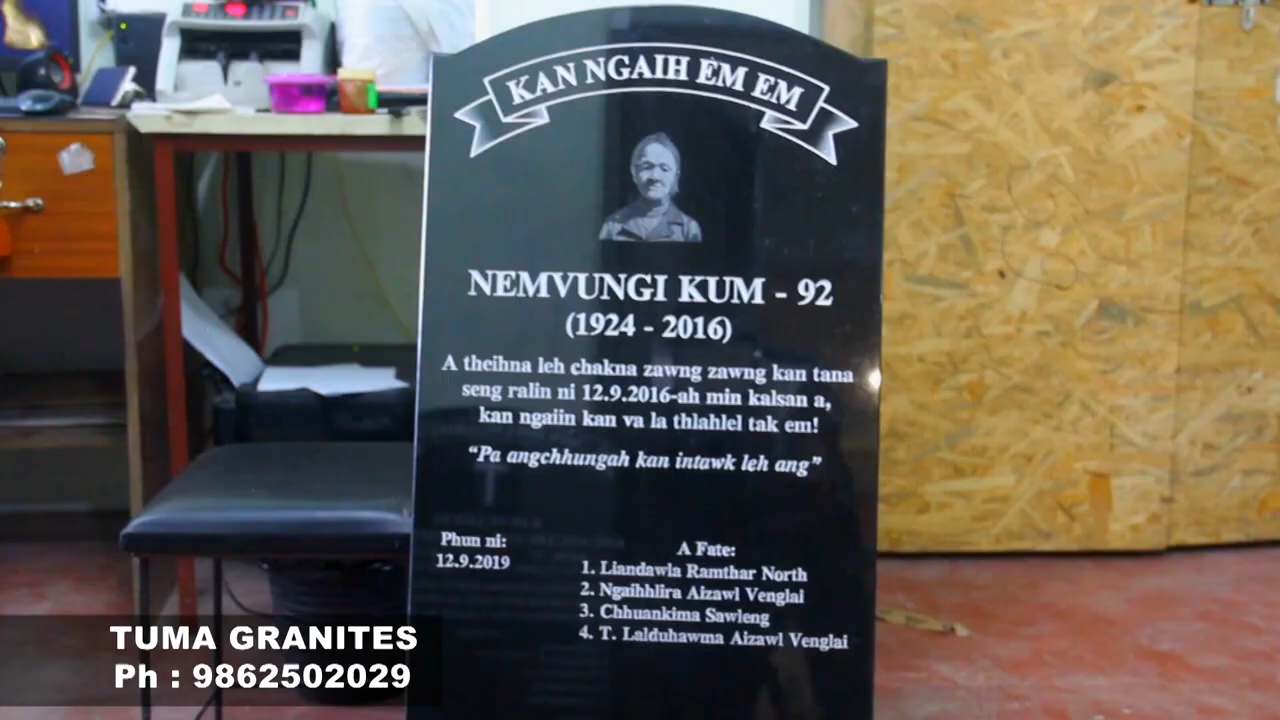 KAN NGAIH EM EM
NEMVUNGI KUM - 92
(1924 - 2016)
A theihna leh chakna zawng zawng kan tana
seng ralin ni 12.9.2016-ah min kalsan a,
kan ngaiin kan va la thlahlel tak em!
“Pa angchhungah kan intawk leh ang”
Phun ni:
12.9.2019
A Fate:
1. Liandawla Ramthar North
2. Ngaihhlira Aizawl Venglai
3. Chhuankima Sawleng
4. T. Lalduhawma Aizawl Venglai
TUMA GRANITES
Ph : 9862502029